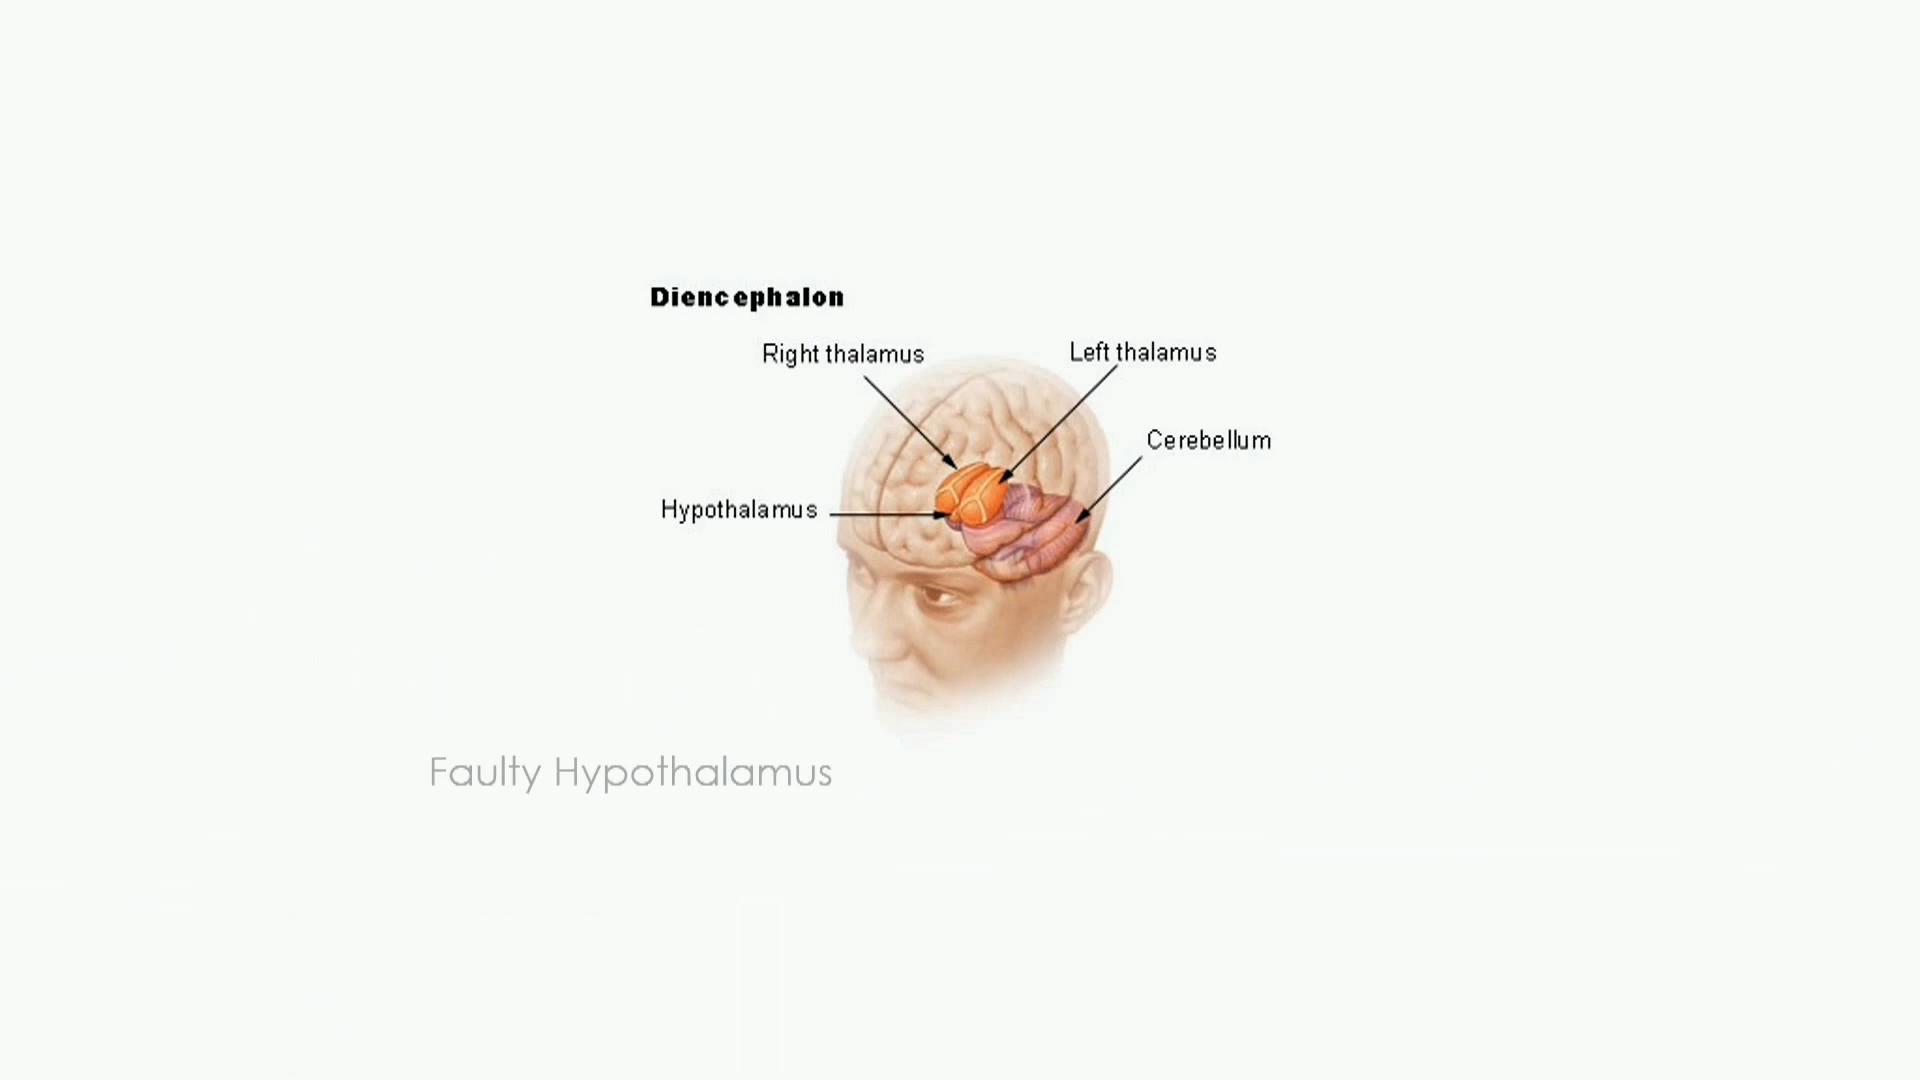 Diencephalon
Right thalamus
Left thalamus
Cerebellum
Hypothalamus
Faulty Hypothalamus